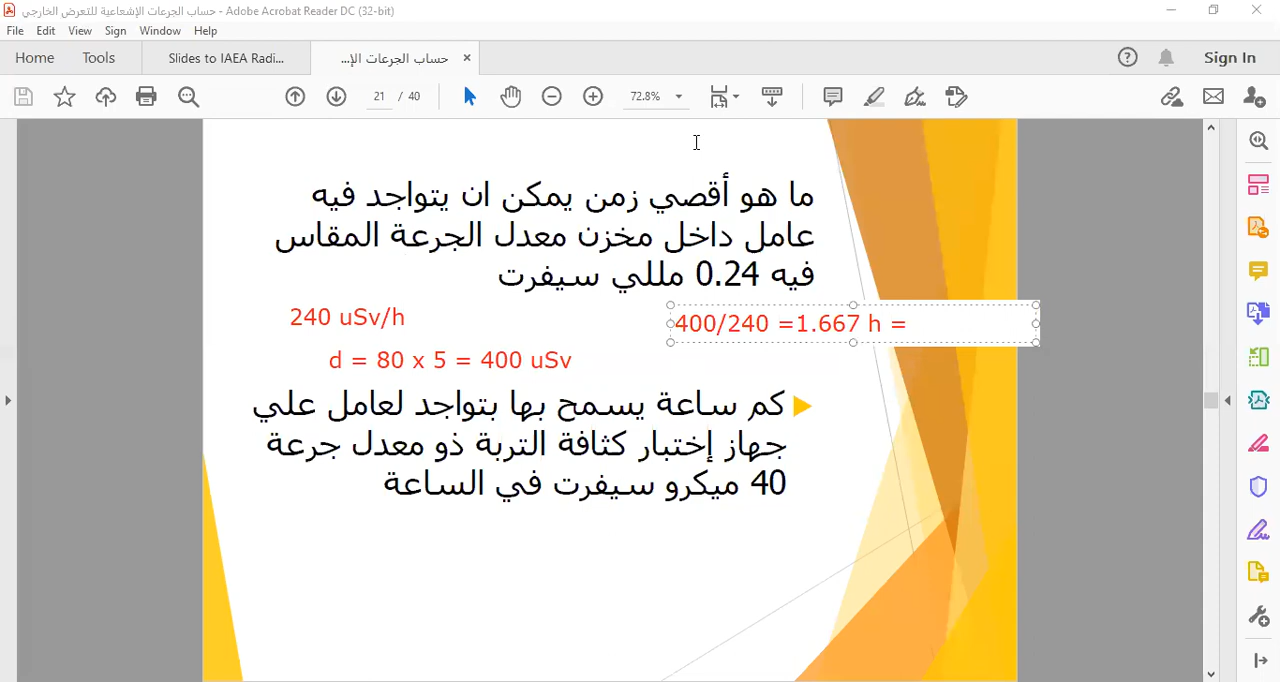 حساب الجرعات الإشعاعية للتعرض الخارجي - Adobe Acrobat Reader DC (32-bit)
File Edit View Sign Window Help
Home Tools Slides to IAEA Radi... حساب الجرعات الإ... × Sign In
21 / 40 72.8%
ما هو أقصي زمن يمكن ان يتواجد فيه
عامل داخل مخزن معدل الجرعة المقاس
فيه 0.24 مللي سيفرت
240 uSv/h
400/240 =1.667 h =
d = 80 x 5 = 400 uSv
كم ساعة يسمح بها بتواجد لعامل علي
جهاز إختبار كثافة التربة ذو معدل جرعة
40 ميكرو سيفرت في الساعة